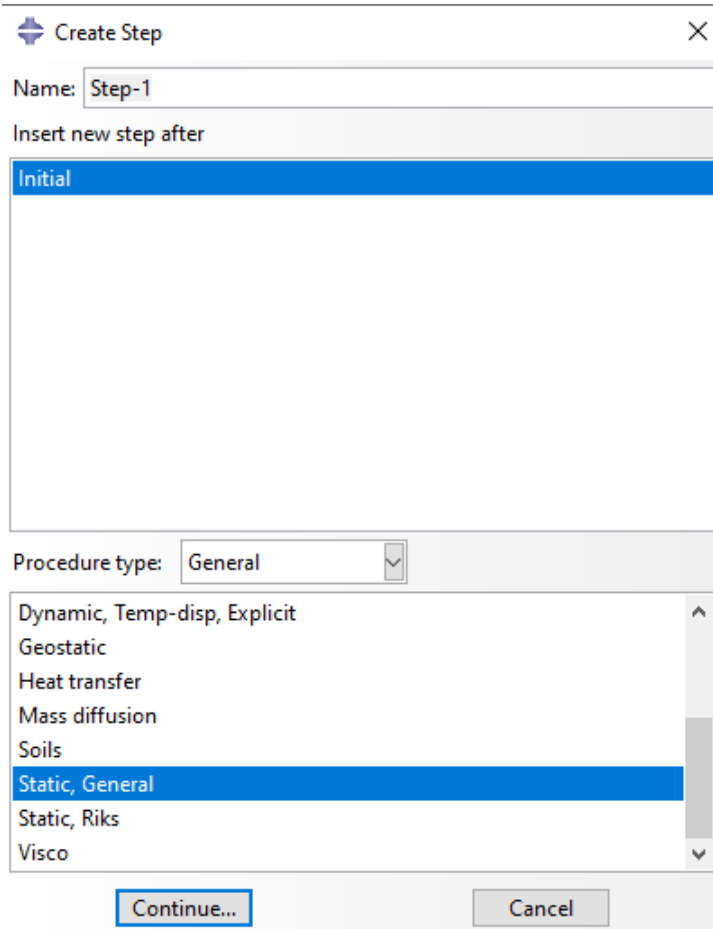 Create Step
Name: Step-1
Insert new step after
Initial
Procedure type: General
Dynamic, Temp-disp, Explicit
Geostatic
Heat transfer
Mass diffusion
Soils
Static, General
Static, Riks
Visco
Continue... Cancel